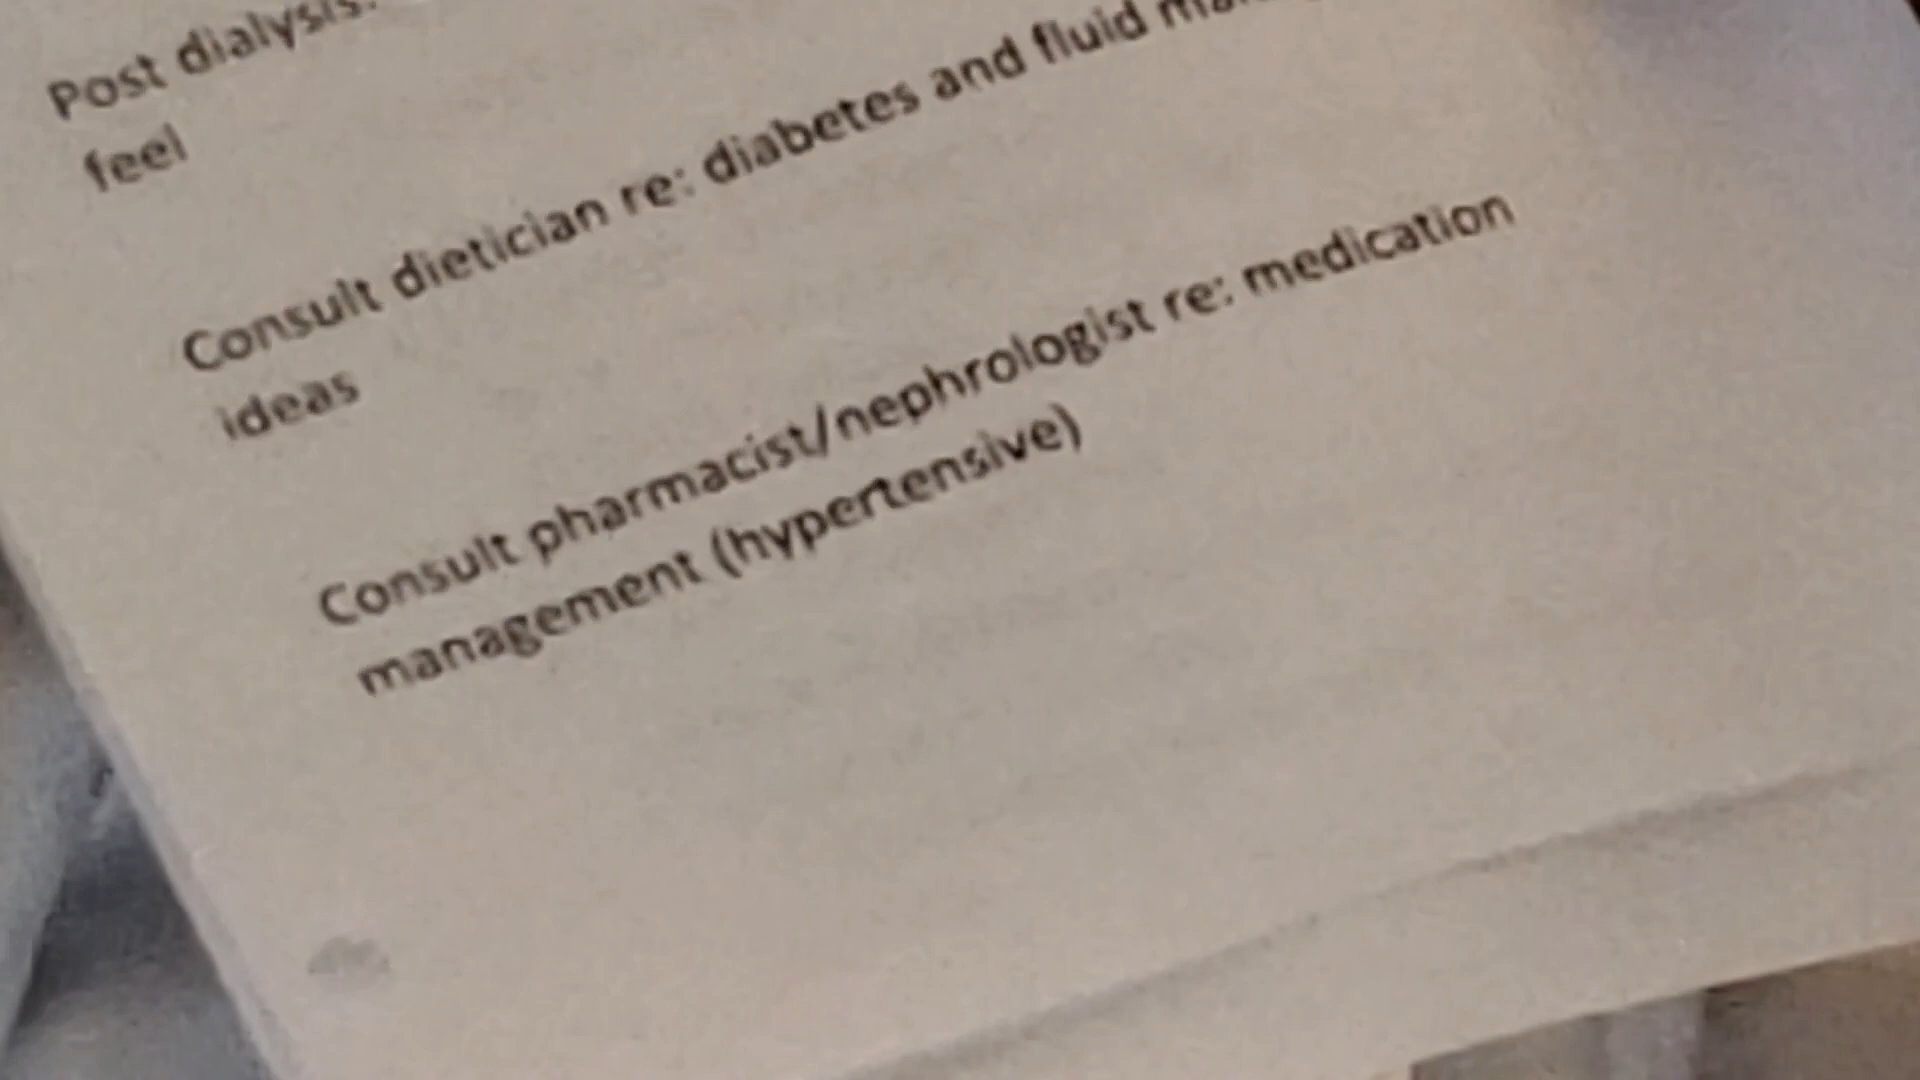 Post dialysis:
feel
Consult dietician re: diabetes and fluid
ideas
Consult pharmacist/nephrologist re: medication
management (hypertensive)